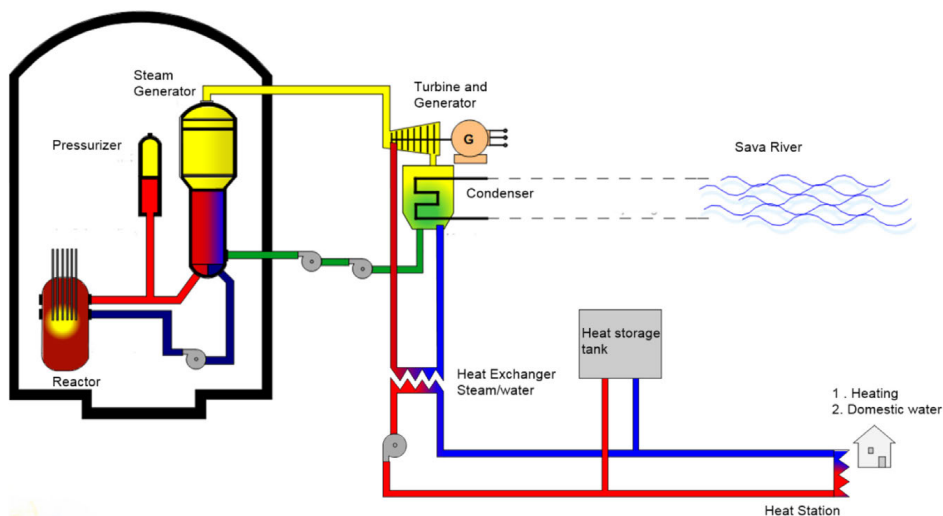 Steam
Generator
Pressurizer
Reactor
Turbine and
Generator
G
Condenser
Sava River
Heat Exchanger
Steam/water
Heat storage
tank
1 . Heating
2. Domestic water
Heat Station